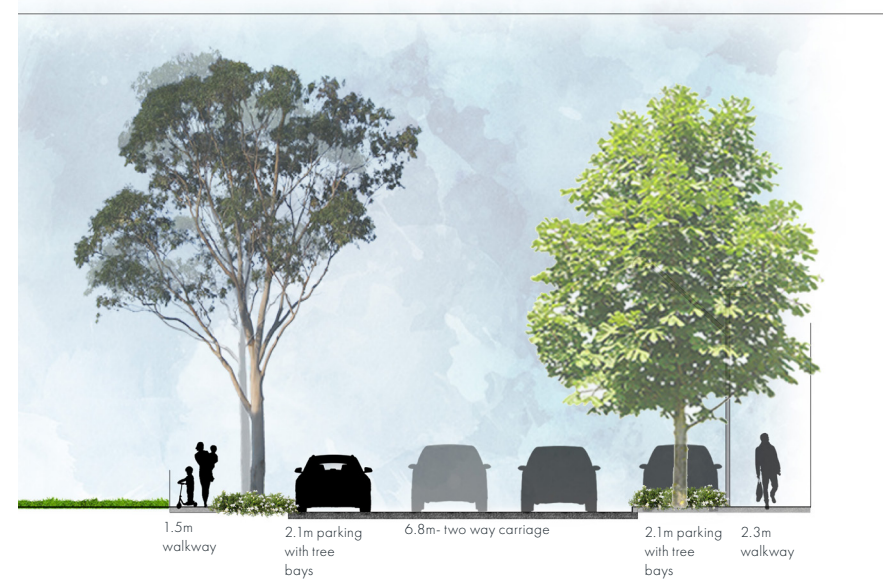 1.5m
walkway
2.1m parking
with tree
bays
6.8m- two way carriage
2.1m parking
with tree
bays
2.3m
walkway